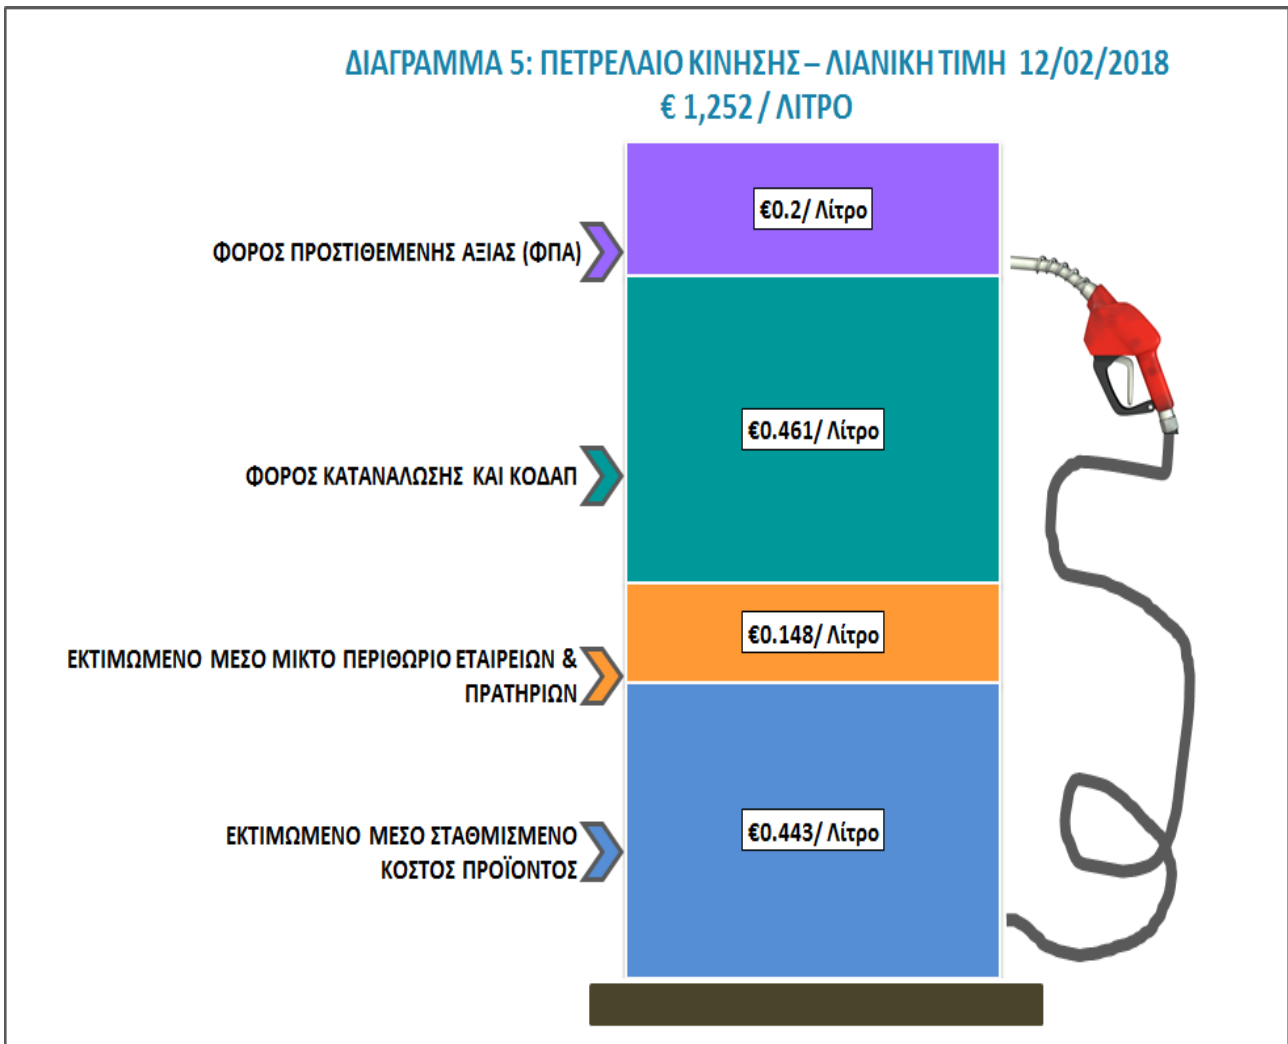 ΔΙΑΓΡΑΜΜΑ 5: ΠΕΤΡΕΛΑΙΟ ΚΙΝΗΣΗΣ – ΛΙΑΝΙΚΗ ΤΙΜΗ 12/02/2018
€ 1,252 / ΛΙΤΡΟ
€0.2/ Λίτρο
ΦΟΡΟΣ ΠΡΟΣΤΙΘΕΜΕΝΗΣ ΑΞΙΑΣ (ΦΠΑ)
€0.461/ Λίτρο
ΦΟΡΟΣ ΚΑΤΑΝΑΛΩΣΗΣ ΚΑΙ ΚΟΔΑΠ
€0.148/ Λίτρο
ΕΚΤΙΜΩΜΕΝΟ ΜΕΣΟ ΜΙΚΤΟ ΠΕΡΙΘΩΡΙΟ ΕΤΑΙΡΕΙΩΝ &
ΠΡΑΤΗΡΙΩΝ
€0.443/ Λίτρο
ΕΚΤΙΜΩΜΕΝΟ ΜΕΣΟ ΣΤΑΘΜΙΣΜΕΝΟ
ΚΟΣΤΟΣ ΠΡΟΪΟΝΤΟΣ